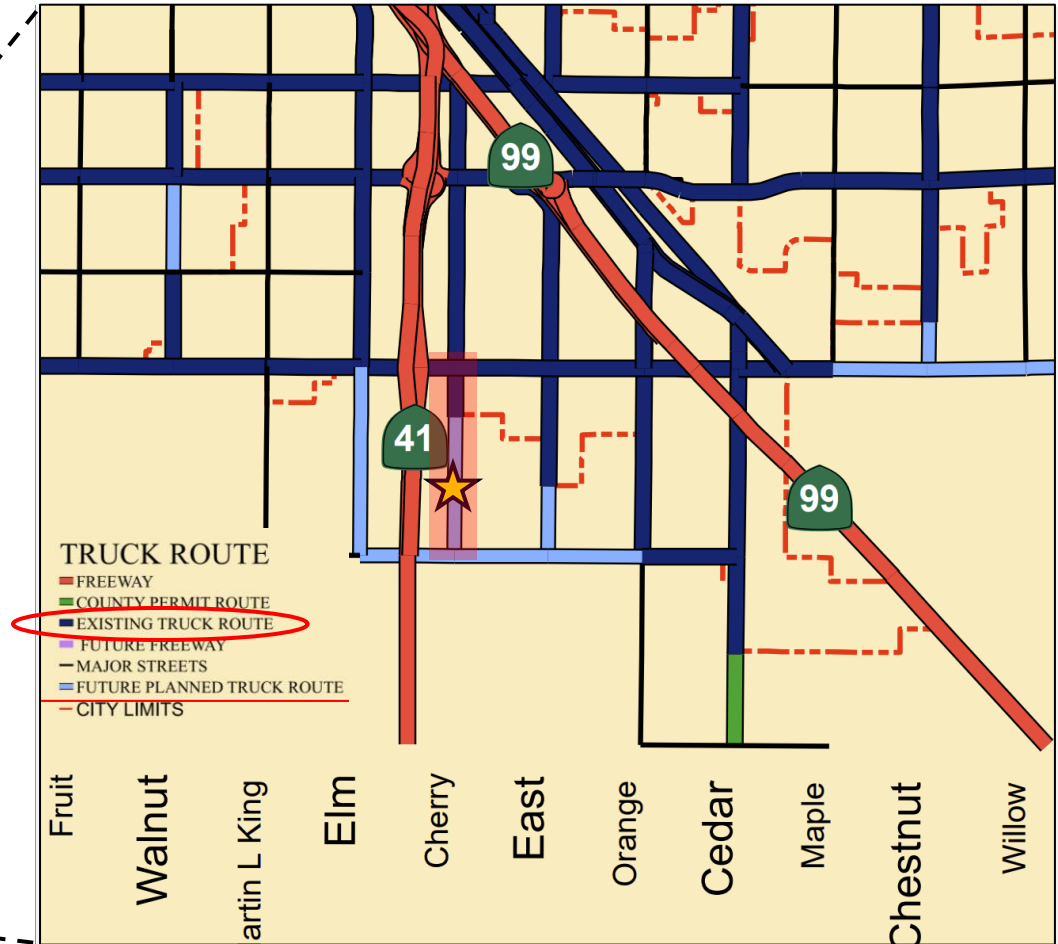 99
41
99
TRUCK ROUTE
FREEWAY
COUNTY PERMIT ROUTE
EXISTING TRUCK ROUTE
FUTURE FREEWAY
MAJOR STREETS
FUTURE PLANNED TRUCK ROUTE
CITY LIMITS
Fruit
Walnut
artin L King
Elm
Cherry
East
Orange
Cedar
Maple
Chestnut
Willow